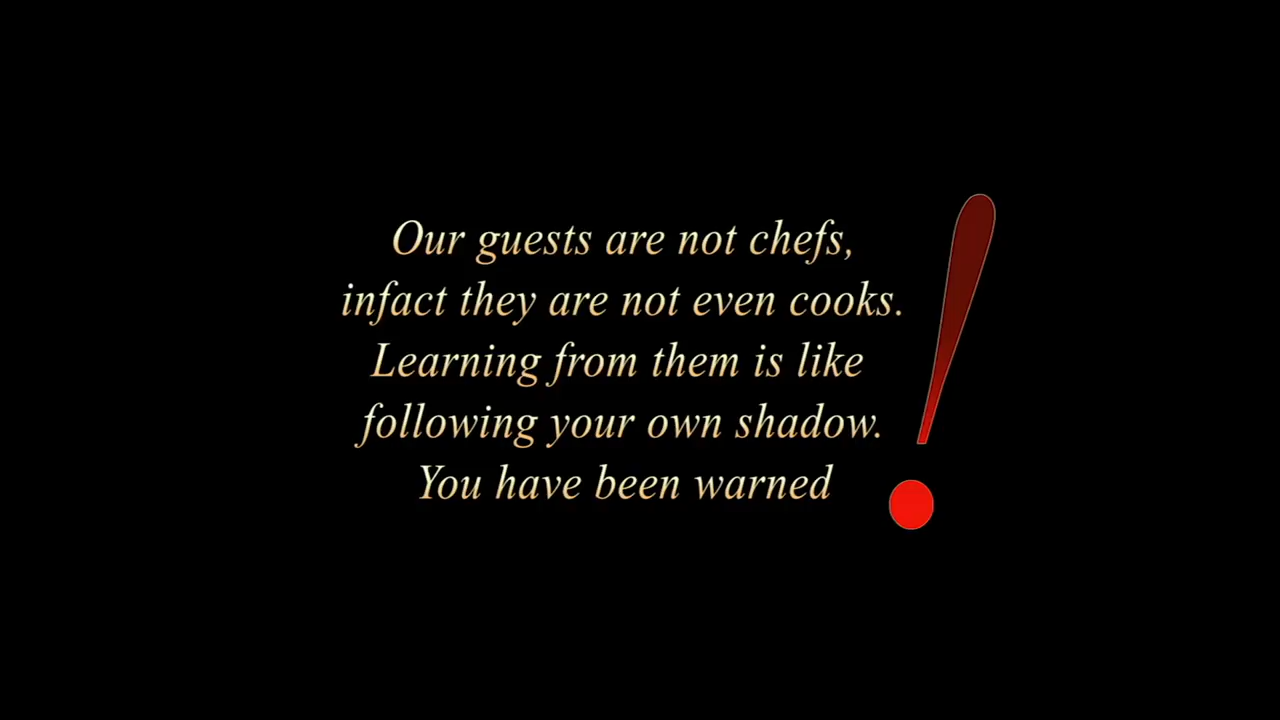 Our guests are not chefs,
infact they are not even cooks.
Learning from them is like
following your own shadow.
You have been warned!